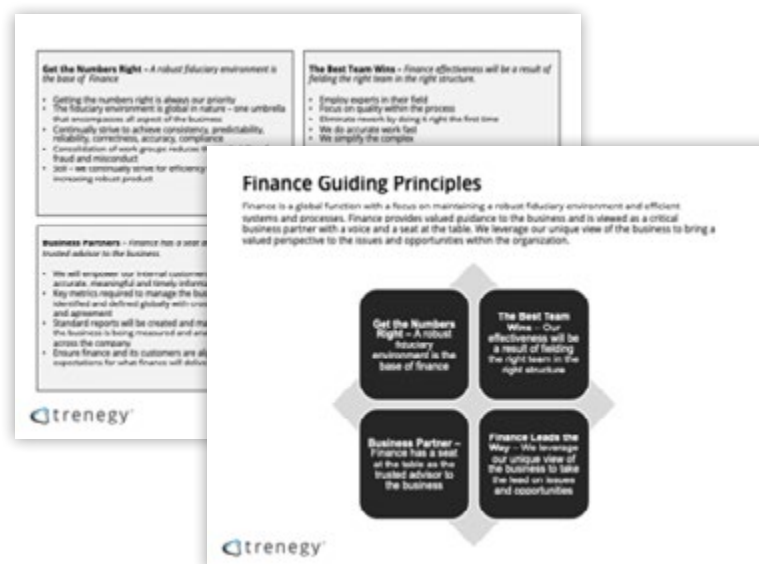 Get the Numbers Right – A robust fiduciary environment is
the base of Finance
• Getting the numbers right is always our priority
• The fiduciary environment is global in nature – one umbrella
that encompasses all aspect of the business
• Continually strive to achieve consistency, predictability,
reliability, correctness, accuracy, compliance
• Consolidation of work groups reduces
fraud and misconduct
• Still – we continually strive for efficiency
increasing robust product
The Best Team Wins – Finance effectiveness will be a result of
fielding the right team in the right structure.
• Employ experts in their field
• Focus on quality within the process
• Eliminate rework by doing it right the first time
• We do accurate work fast
• We simplify the complex
Business Partners – Finance has a seat
trusted advisor to the business
• We will empower our internal customers
accurate, meaningful and timely
• Key metrics required to manage the
identified and defined globally with
and agreement
• Standard reports will be created and
the business is being measured and
across the company
• Ensure finance and its customers are
expectations for what finance will
trenegy
Finance Guiding Principles
Finance is a global function with a focus on maintaining a robust fiduciary environment and efficient
systems and processes. Finance provides valued guidance to the business and is viewed as a critical
business partner with a voice and a seat at the table. We leverage our unique view of the business to bring a
valued perspective to the issues and opportunities within the organization.
Get the Numbers
Right – A robust
fiduciary
environment is the
base of finance
The Best Team
Wins – Our
effectiveness will be
a result of fielding
the right team in the
right structure
Business Partner –
Finance has a seat
at the table as the
trusted advisor to
the business
Finance Leads the
Way – We leverage
our unique view of
the business to take
the lead on issues
and opportunities
trenegy